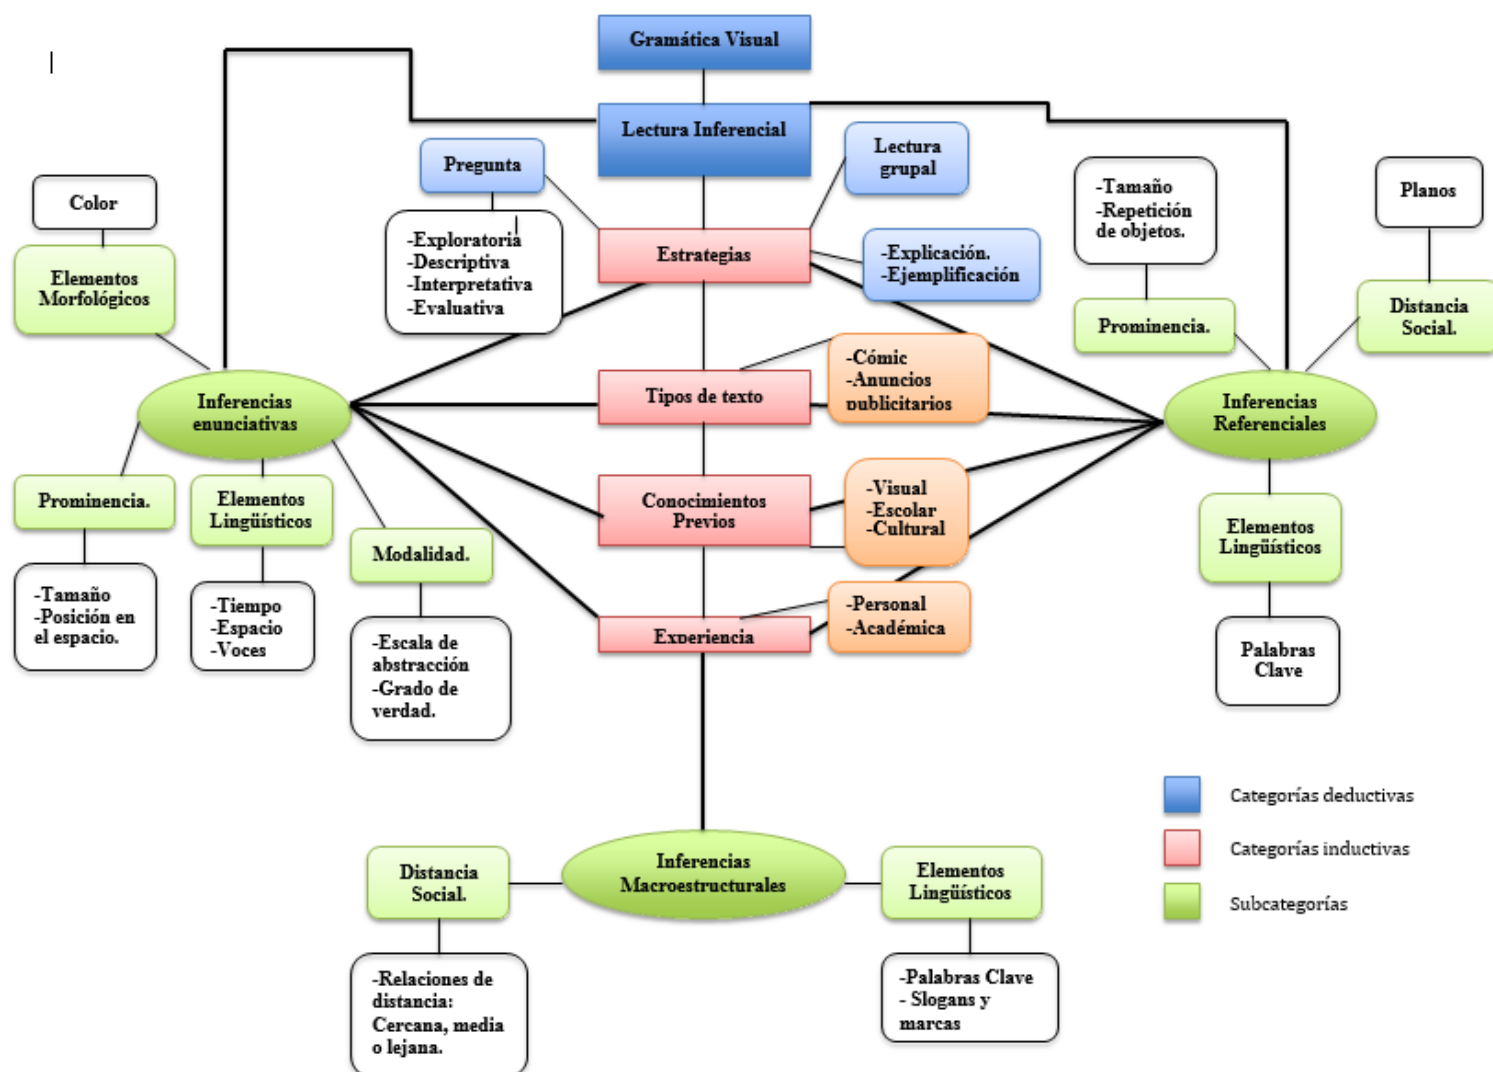 Gramática Visual
Lectura Inferencial
Pregunta
Lectura
grupal
-Exploratoria
-Descriptiva
-Interpretativa
-Evaluativa
Estrategias
-Explicación.
-Ejemplificación
Color
Elementos
Morfológicos
-Tamaño
-Repetición
de objetos.
Planos
Prominencia.
Distancia
Social.
Inferencias
enunciativas
Tipos de texto
-Cómic
-Anuncios
publicitarios
Inferencias
Referenciales
Prominencia.
Elementos
Lingüísticos
Modalidad.
Conocimientos
Previos
-Visual
-Escolar
-Cultural
Elementos
Lingüísticos
-Tamaño
-Posición en
el espacio.
-Tiempo
-Espacio
-Voces
-Escala de
abstracción
-Grado de
verdad.
Experiencia
-Personal
-Académica
Palabras
Clave
Inferencias
Macroestructurales
Distancia
Social.
Elementos
Lingüísticos
-Relaciones de
distancia:
Cercana, media
o lejana.
-Palabras Clave
- Slogans y
marcas
Categorías deductivas
Categorías inductivas
Subcategorías